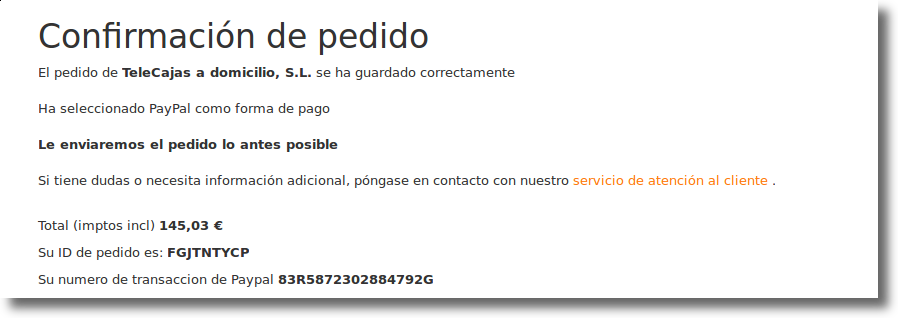 Confirmación de pedido
El pedido de TeleCajas a domicilio, S.L. se ha guardado correctamente
Ha seleccionado PayPal como forma de pago
Le enviaremos el pedido lo antes posible
Si tiene dudas o necesita información adicional, póngase en contacto con nuestro servicio de atención al cliente .
Total (imptos incl) 145,03 €
Su ID de pedido es: FGJTNTYCP
Su numero de transaccion de Paypal 83R5872302884792G